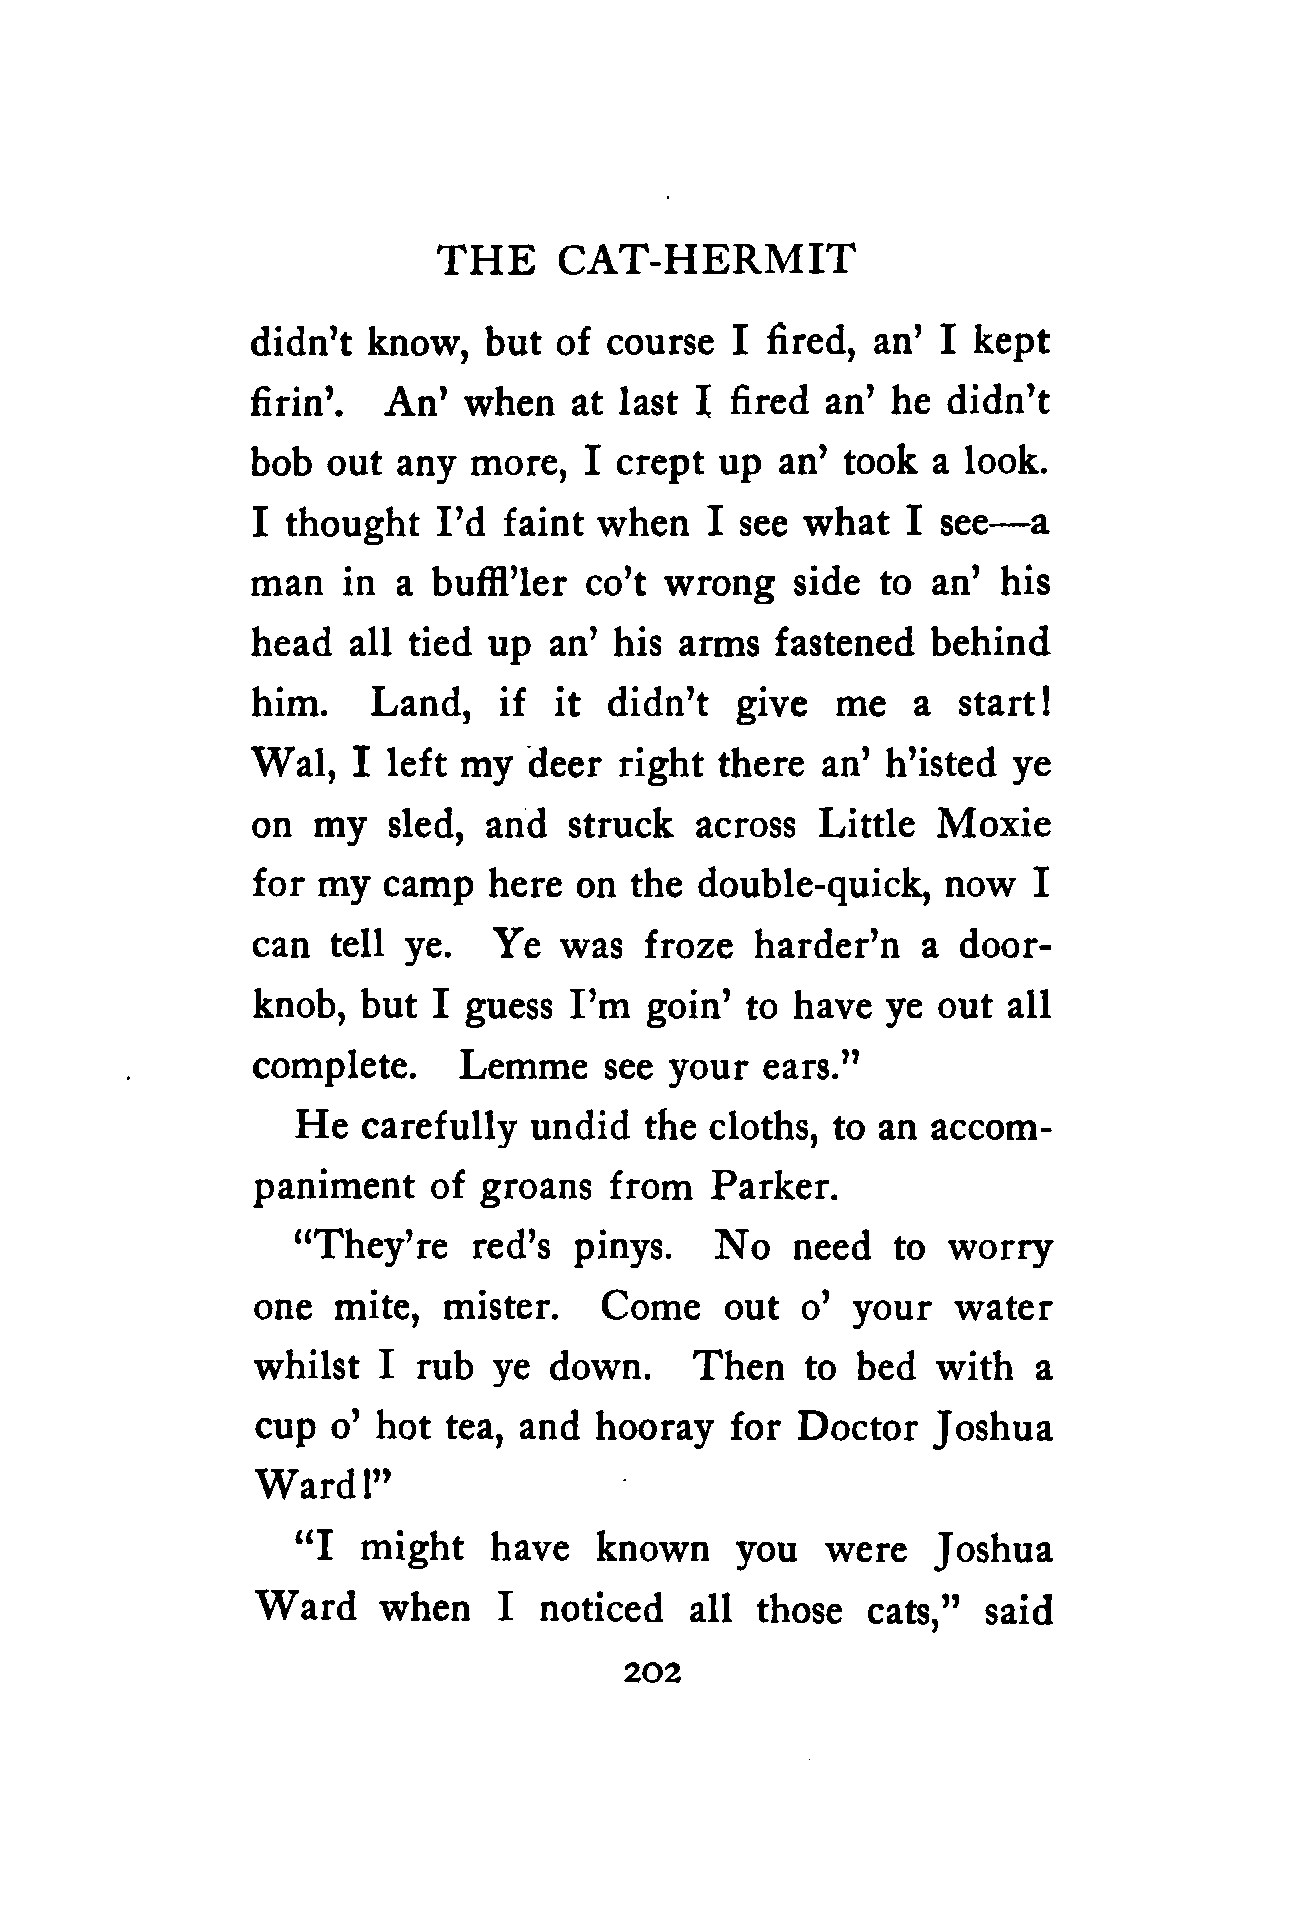 THE CAT-HERMIT
didn't know, but of course I fired, an' I kept
firin'. An' when at last I fired an' he didn't
bob out any more, I crept up an' took a look.
I thought I'd faint when I see what I see—a
man in a buffl'ler co't wrong side to an' his
head all tied up an' his arms fastened behind
him. Land, if it didn't give me a start!
Wal, I left my deer right there an' h'isted ye
on my sled, and struck across Little Moxie
for my camp here on the double-quick, now I
can tell ye. Ye was froze harder'n a door-
knob, but I guess I'm goin' to have ye out all
complete. Lemme see your ears."
He carefully undid the cloths, to an accom-
paniment of groans from Parker.
"They're red's pinys. No need to worry
one mite, mister. Come out o' your water
whilst I rub ye down. Then to bed with a
cup o' hot tea, and hooray for Doctor Joshua
Ward!"
"I might have known you were Joshua
Ward when I noticed all those cats," said
202